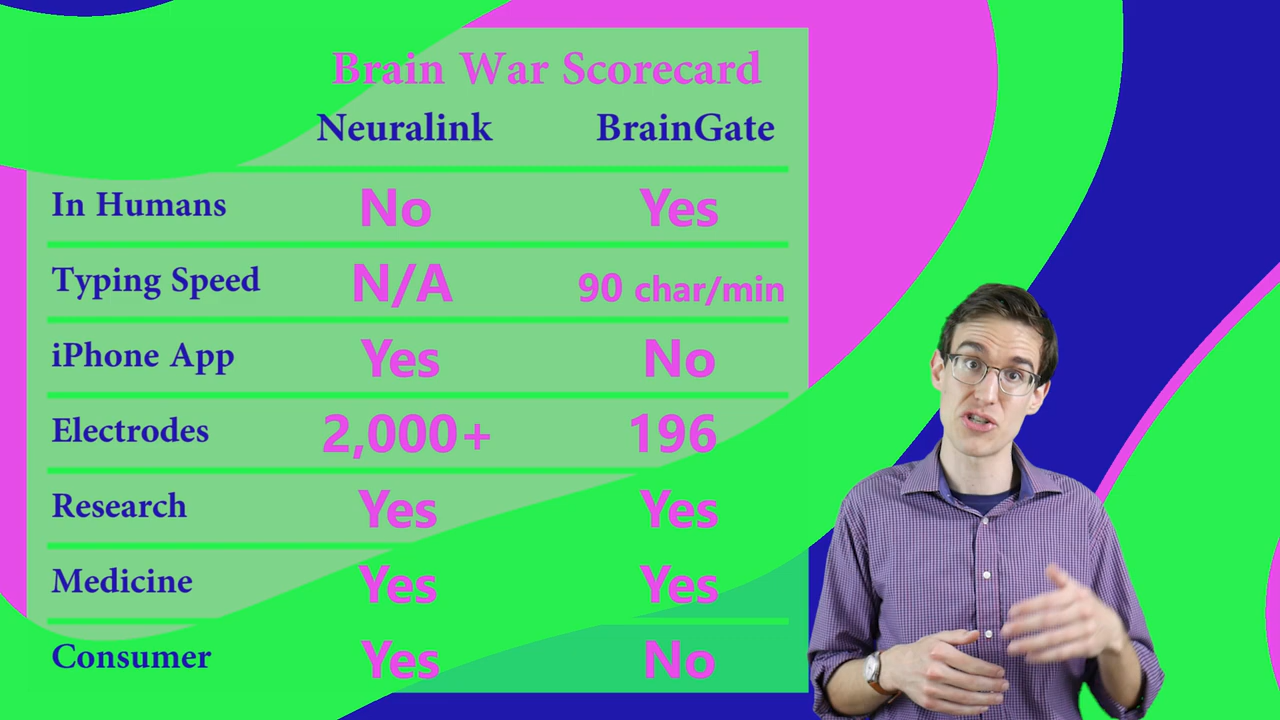 Brain War Scorecard
Neuralink BrainGate
In Humans No Yes
Typing Speed N/A 90 char/min
iPhone App Yes No
Electrodes 2,000+ 196
Research Yes Yes
Medicine Yes Yes
Consumer Yes No